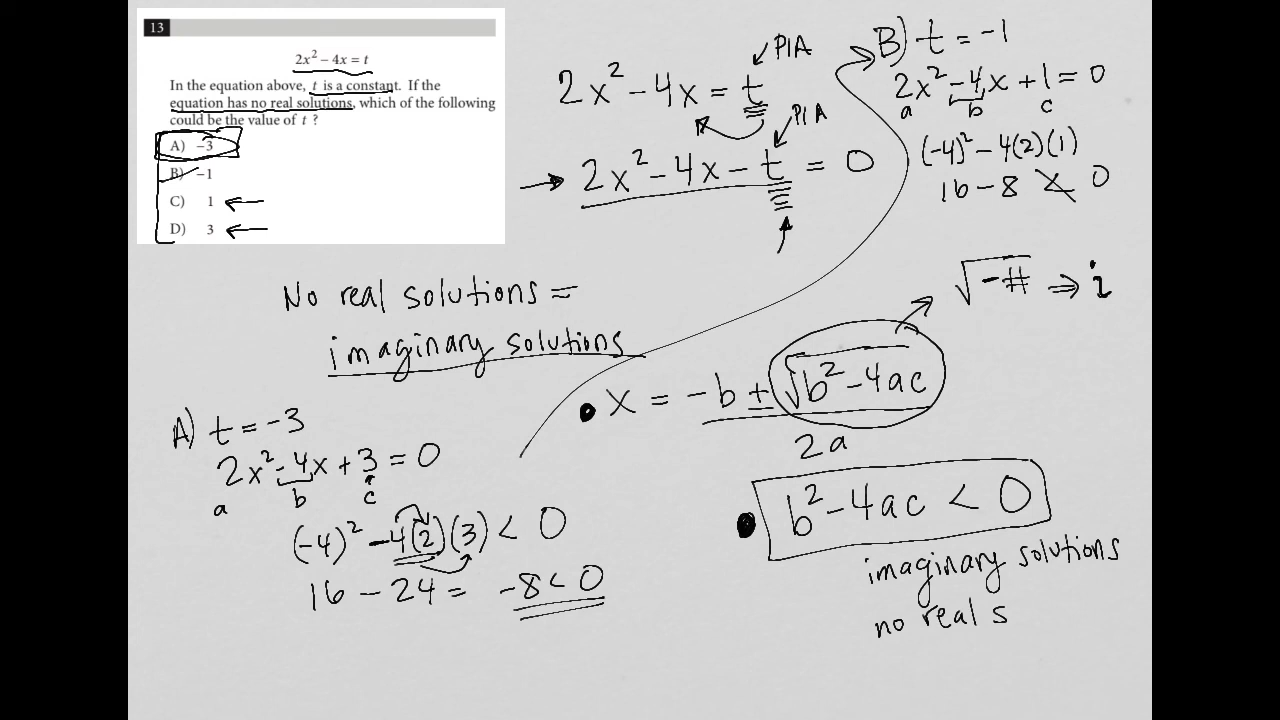 13
2x² – 4x = t
In the equation above, t is a constant. If the
equation has no real solutions, which of the following
could be the value of t ?
A) –3
B) –1
C) 1
D) 3
2x² - 4x = t
PIA
2x² - 4x - t = 0
PIA
B) t = -1
2x² - 4x + 1 = 0
a b c
(-4)² - 4(2)(1)
16 - 8 < 0
No real solutions =
imaginary solutions
√-# ⇒ i
x = -b ± √b² - 4ac
2a
b² - 4ac < 0
imaginary solutions
no real s
A) t = -3
2x² - 4x + 3 = 0
a b c
(-4)² - 4(2)(3) < 0
16 - 24 = -8 < 0